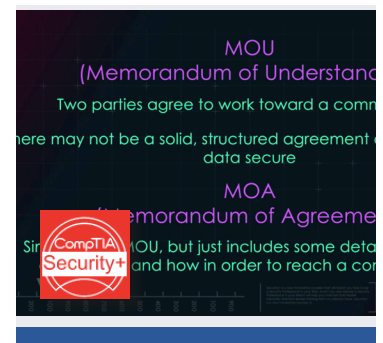 MOU
(Memorandum of Understand
Two parties agree to work toward a comm
here may not be a solid, structured agreement
data secure
MOA
emorandum of Agreeme
Sim
MOU, but just includes some deta
and how in order to reach a com
CompTIA
Security+